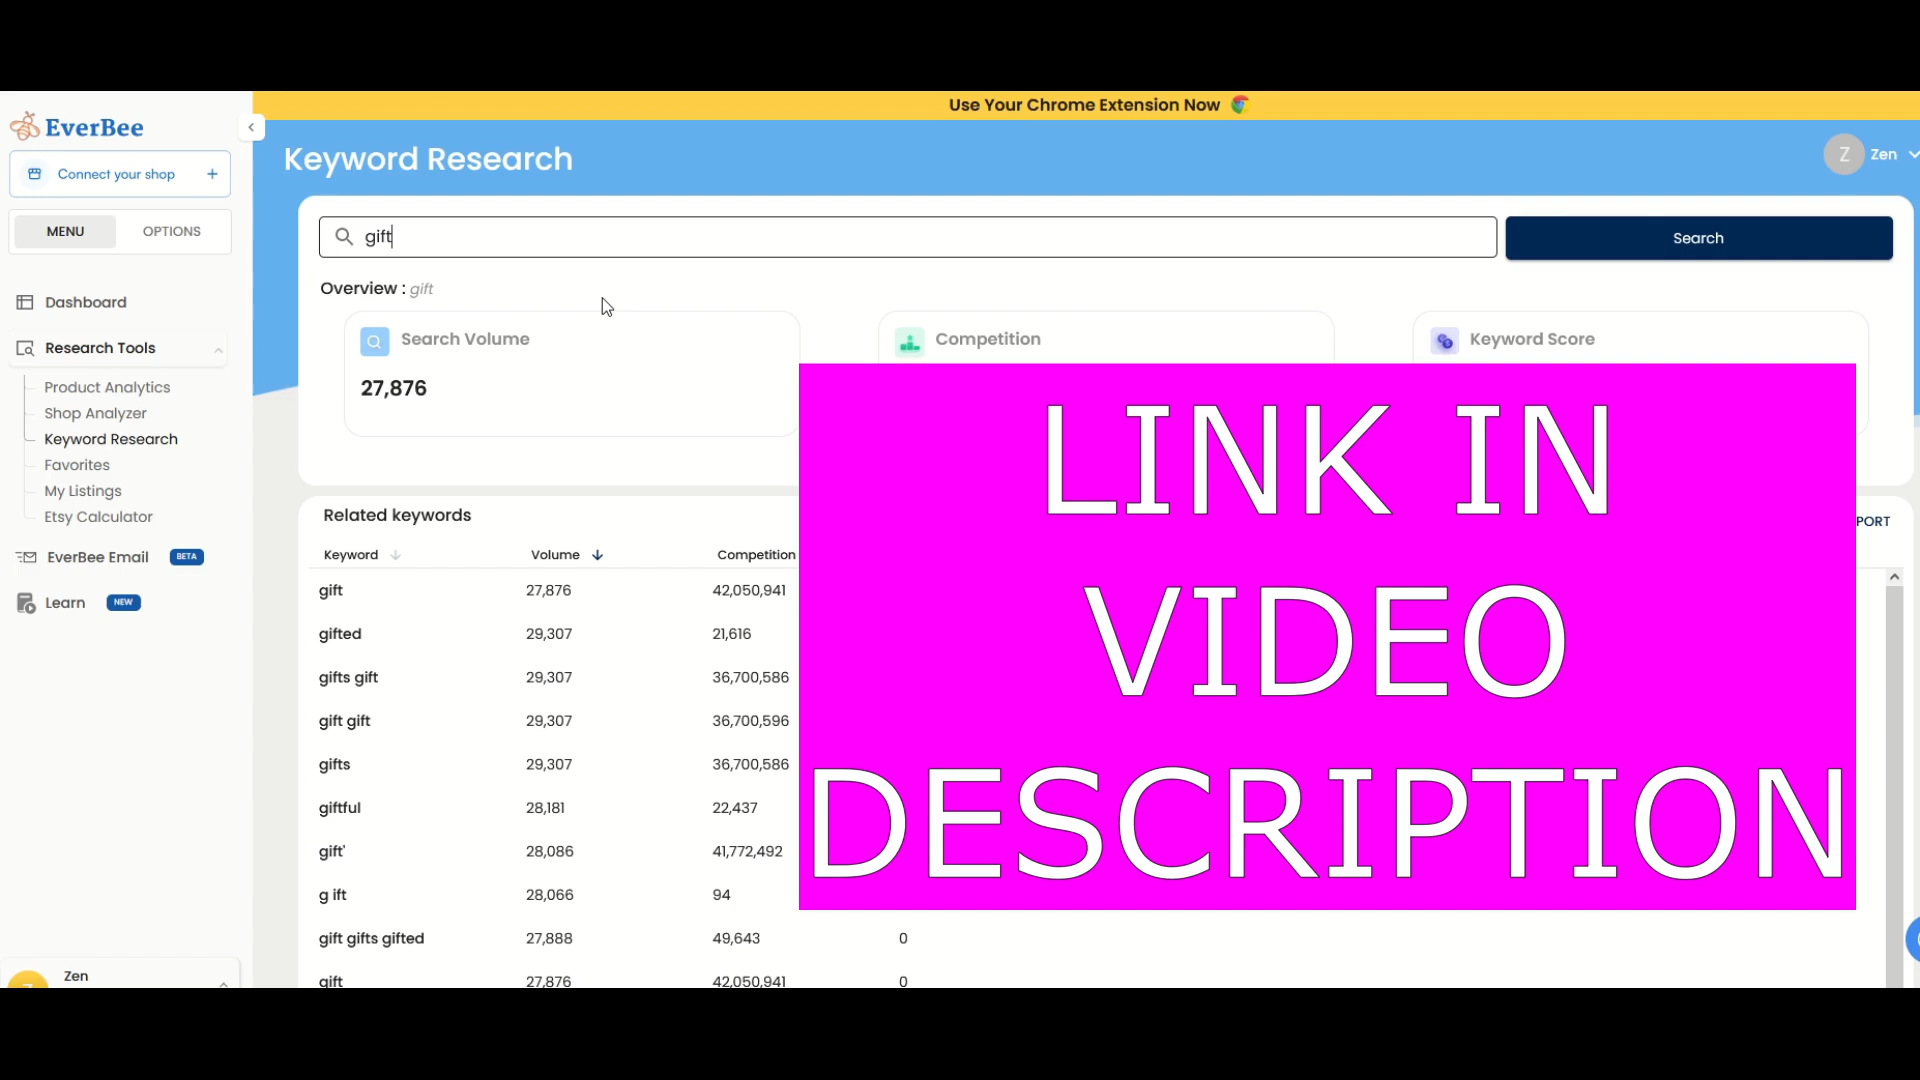 Use Your Chrome Extension Now
EverBee
Connect your shop +
MENU OPTIONS
Dashboard
Research Tools
Product Analytics
Shop Analyzer
Keyword Research
Favorites
My Listings
Etsy Calculator
EverBee Email BETA
Learn NEW
Zen
Keyword Research
Z Zen
gift
Search
Overview : gift
Search Volume
27,876
Competition
Keyword Score
Related keywords
PORT
Keyword Volume Competition
gift 27,876 42,050,941
gifted 29,307 21,616
gifts gift 29,307 36,700,586
gift gift 29,307 36,700,596
gifts 29,307 36,700,586
giftful 28,181 22,437
gift' 28,086 41,772,492
g ift 28,066 94
gift gifts gifted 27,888 49,643 0
gift 27,876 42,050,941 0
LINK IN
VIDEO
DESCRIPTION